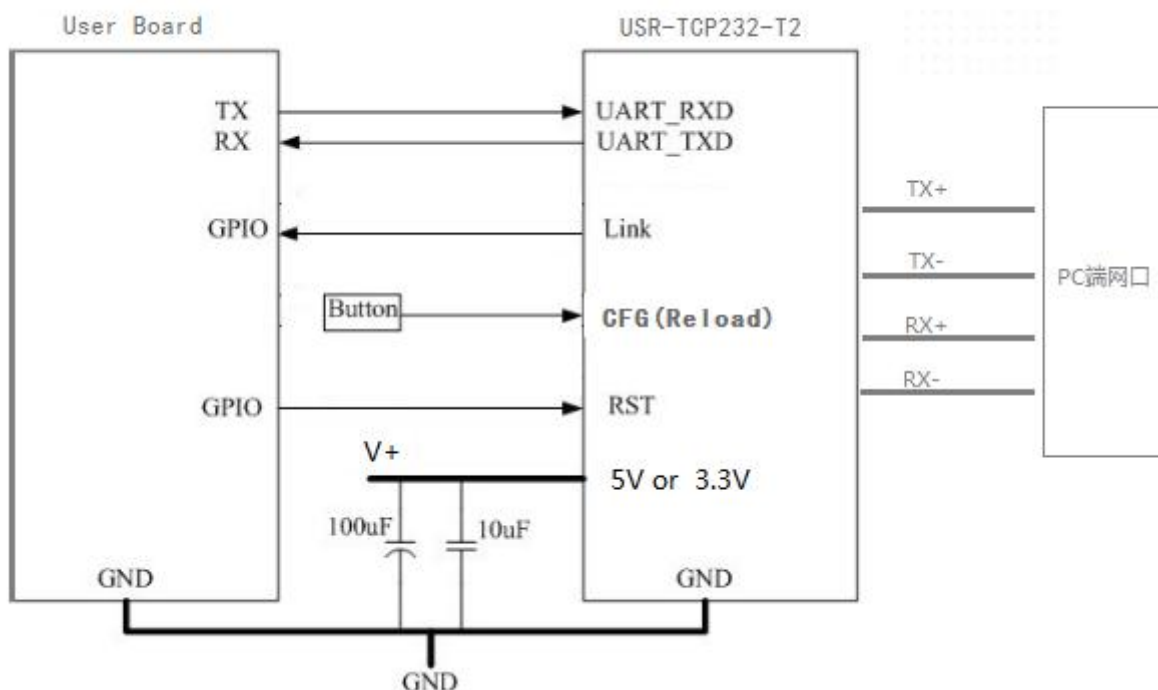 User Board
USR-TCP232-T2
TX
UART_RXD
RX
UART_TXD
TX+
GPIO
Link
TX-
PC端网口
Button
CFG(Reload)
RX+
RX-
GPIO
RST
V+
5V or 3.3V
100uF
10uF
GND
GND
GND